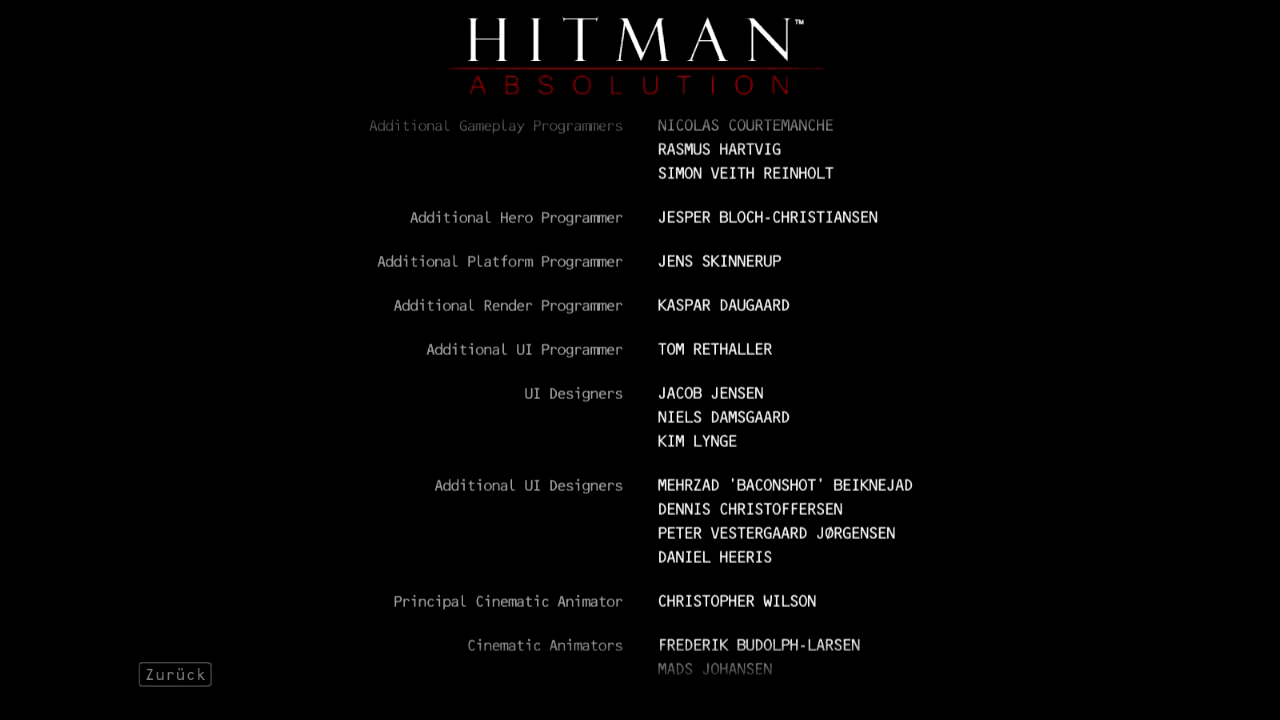 HITMAN™
ABSOLUTION
Additional Gameplay Programmers NICOLAS COURTEMANCHE
RASMUS HARTVIG
SIMON VEITH REINHOLT
Additional Hero Programmer JESPER BLOCH-CHRISTIANSEN
Additional Platform Programmer JENS SKINNERUP
Additional Render Programmer KASPAR DAUGAARD
Additional UI Programmer TOM RETHALLER
UI Designers JACOB JENSEN
NIELS DAMSGAARD
KIM LYNGE
Additional UI Designers MEHRZAD 'BACONSHOT' BEIKNEJAD
DENNIS CHRISTOFFERSEN
PETER VESTERGAARD JØRGENSEN
DANIEL HEERIS
Principal Cinematic Animator CHRISTOPHER WILSON
Cinematic Animators FREDERIK BUDOLPH-LARSEN
MADS JOHANSEN
Zurück